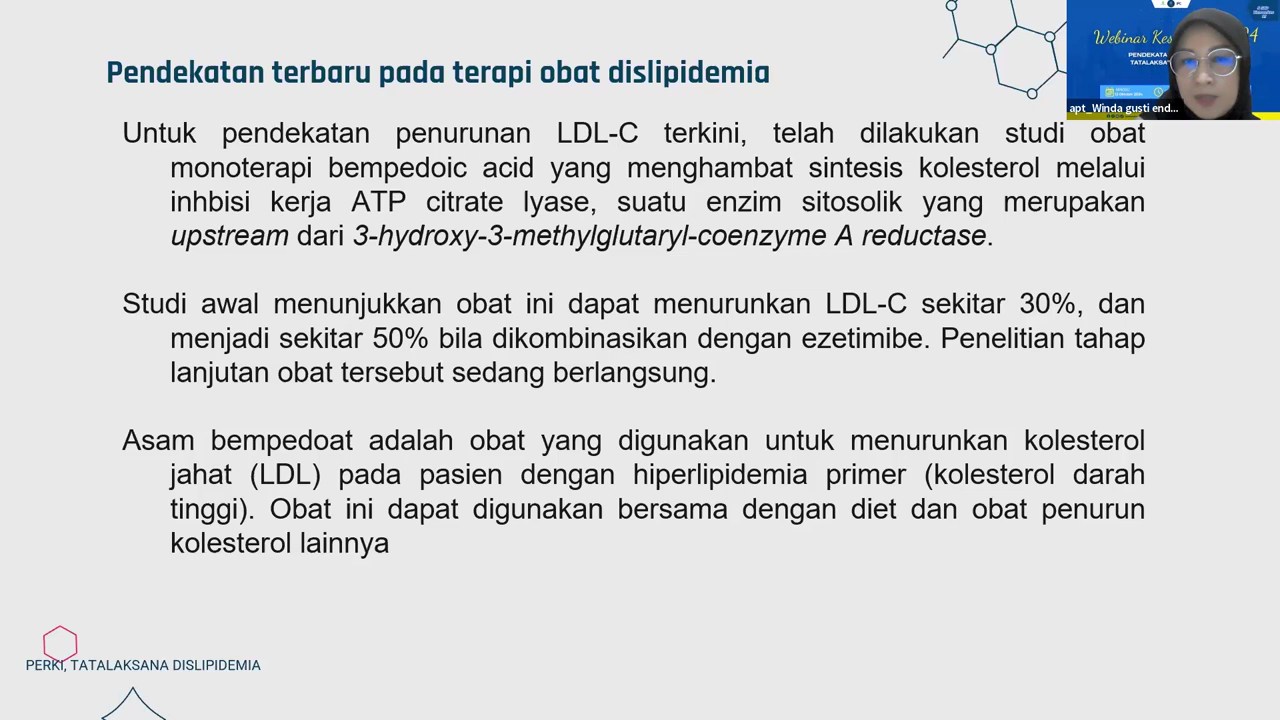 Pendekatan terbaru pada terapi obat dislipidemia
Untuk pendekatan penurunan LDL-C terkini, telah dilakukan studi obat
monoterapi bempedoic acid yang menghambat sintesis kolesterol melalui
inhbisi kerja ATP citrate lyase, suatu enzim sitosolik yang merupakan
upstream dari 3-hydroxy-3-methylglutaryl-coenzyme A reductase.
Studi awal menunjukkan obat ini dapat menurunkan LDL-C sekitar 30%, dan
menjadi sekitar 50% bila dikombinasikan dengan ezetimibe. Penelitian tahap
lanjutan obat tersebut sedang berlangsung.
Asam bempedoat adalah obat yang digunakan untuk menurunkan kolesterol
jahat (LDL) pada pasien dengan hiperlipidemia primer (kolesterol darah
tinggi). Obat ini dapat digunakan bersama dengan diet dan obat penurun
kolesterol lainnya
PERKI, TATALAKSANA DISLIPIDEMIA
Webinar Kes
PENDEKATA
TATALAKSA
apt_Winda gusti end...